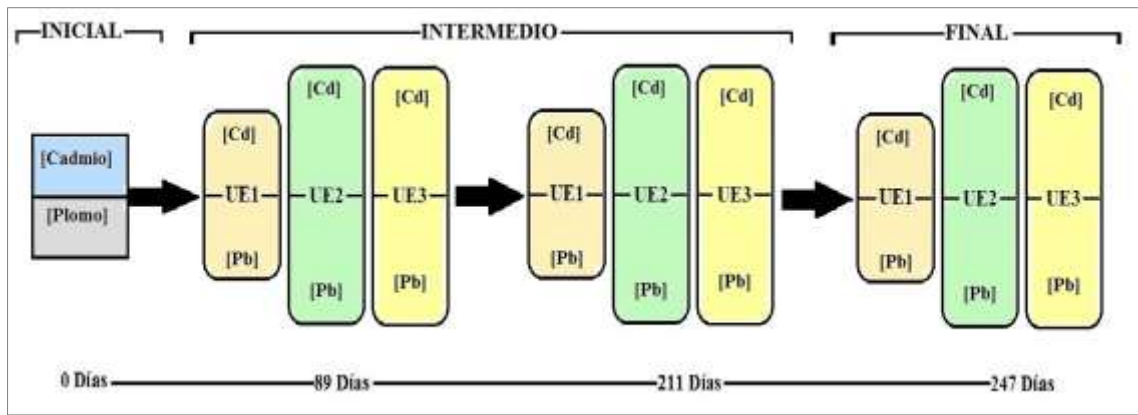 INICIAL
INTERMEDIO
FINAL
[Cadmio]
[Plomo]
[Cd]
UE1
[Pb]
[Cd]
UE2
[Pb]
[Cd]
UE3
[Pb]
[Cd]
UE1
[Pb]
[Cd]
UE2
[Pb]
[Cd]
UE3
[Pb]
[Cd]
UE1
[Pb]
[Cd]
UE2
[Pb]
[Cd]
UE3
[Pb]
0 Días
89 Días
211 Días
247 Días